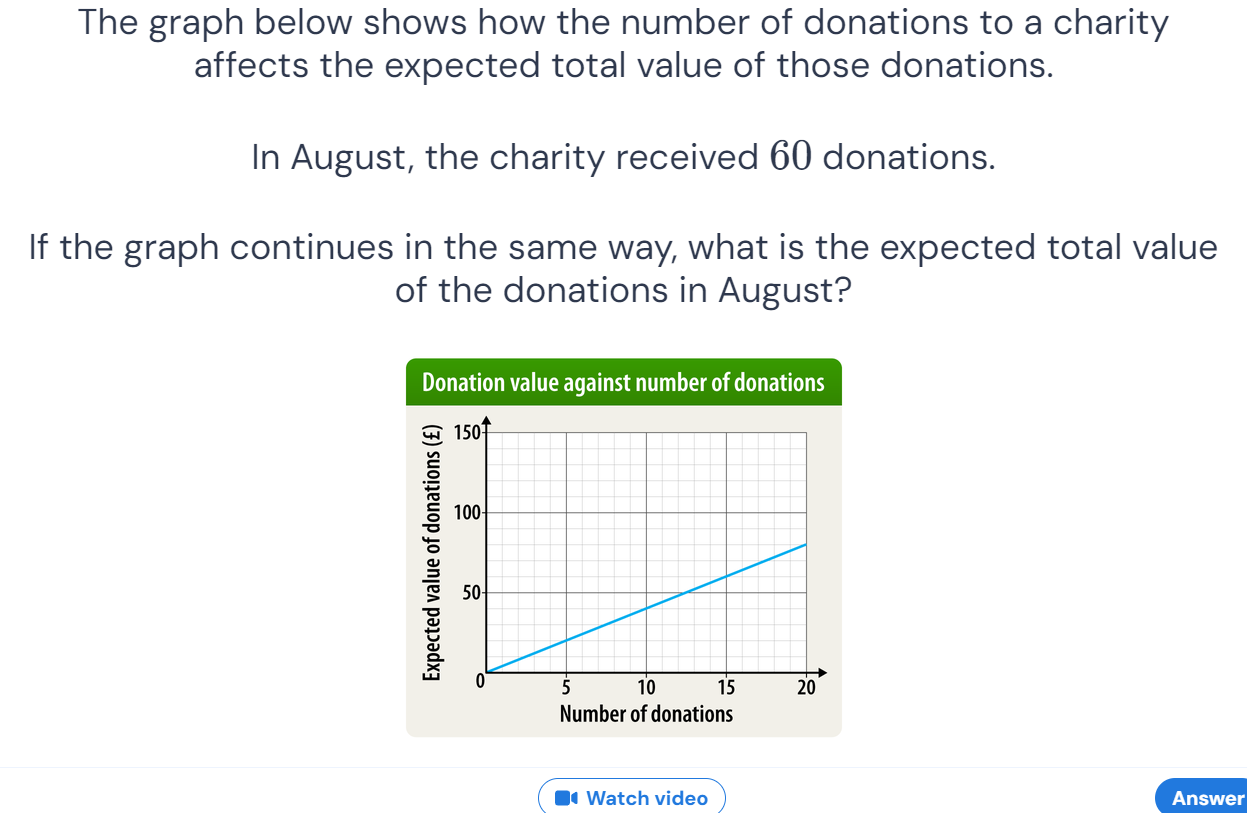 The graph below shows how the number of donations to a charity
affects the expected total value of those donations.
In August, the charity received 60 donations.
If the graph continues in the same way, what is the expected total value
of the donations in August?
Donation value against number of donations
Expected value of donations (£)
150
100
50
0
5 10 15 20
Number of donations
Watch video
Answer